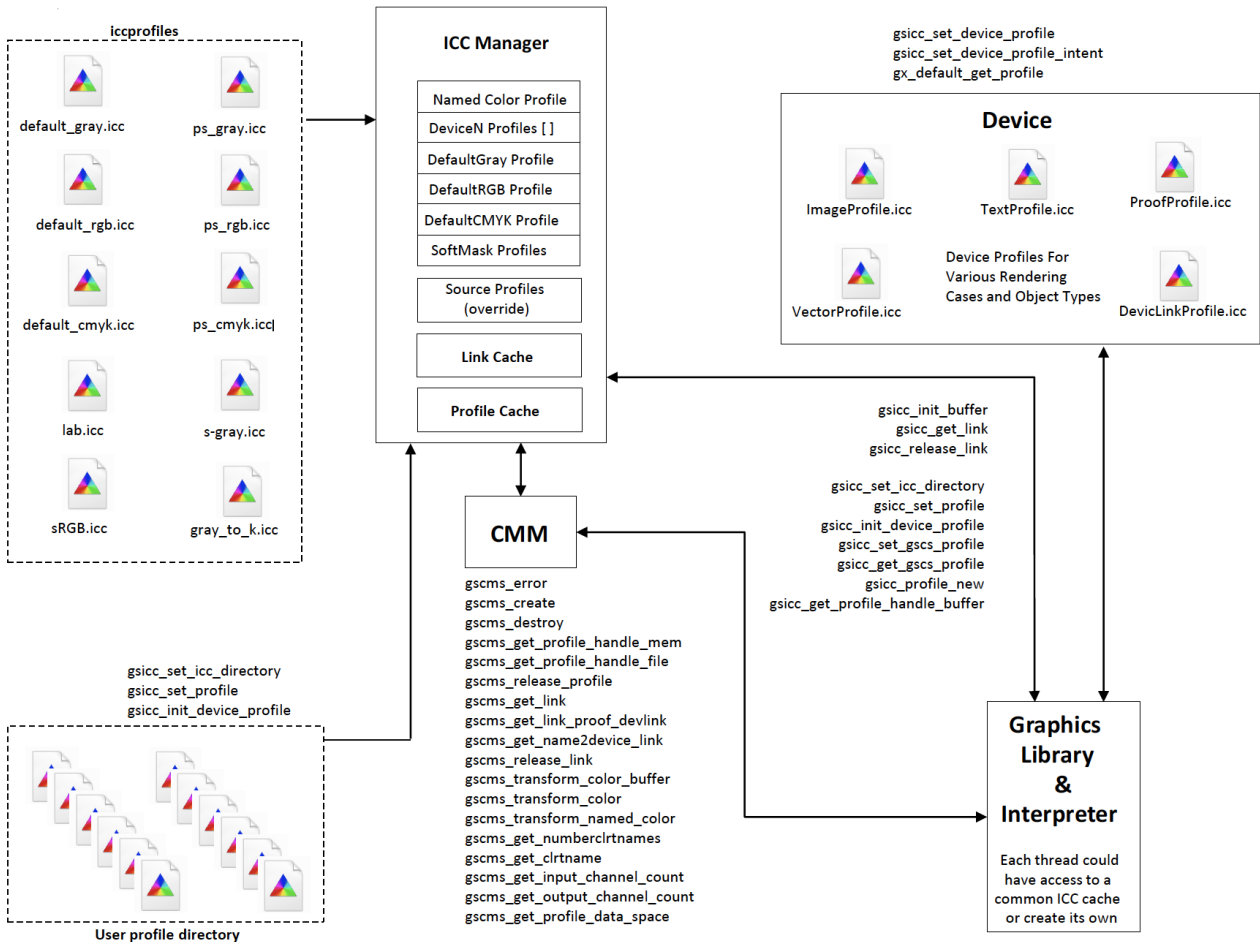 iccprofiles
default_gray.icc
ps_gray.icc
default_rgb.icc
ps_rgb.icc
default_cmyk.icc
ps_cmyk.icc
lab.icc
s-gray.icc
sRGB.icc
gray_to_k.icc
ICC Manager
Named Color Profile
DeviceN Profiles [ ]
DefaultGray Profile
DefaultRGB Profile
DefaultCMYK Profile
SoftMask Profiles
Source Profiles
(override)
Link Cache
Profile Cache
gsicc_set_device_profile
gsicc_set_device_profile_intent
gx_default_get_profile
Device
ImageProfile.icc
TextProfile.icc
ProofProfile.icc
VectorProfile.icc
Device Profiles For
Various Rendering
Cases and Object Types
DevicLinkProfile.icc
gsicc_init_buffer
gsicc_get_link
gsicc_release_link
gsicc_set_icc_directory
gsicc_set_profile
gsicc_init_device_profile
gsicc_set_gscs_profile
gsicc_get_gscs_profile
gsicc_profile_new
gsicc_get_profile_handle_buffer
CMM
gscms_error
gscms_create
gscms_destroy
gscms_get_profile_handle_mem
gscms_get_profile_handle_file
gscms_release_profile
gscms_get_link
gscms_get_link_proof_devlink
gscms_get_name2device_link
gscms_release_link
gscms_transform_color_buffer
gscms_transform_color
gscms_transform_named_color
gscms_get_numberclrtnames
gscms_get_clrtname
gscms_get_input_channel_count
gscms_get_output_channel_count
gscms_get_profile_data_space
gsicc_set_icc_directory
gsicc_set_profile
gsicc_init_device_profile
User profile directory
Graphics
Library
&
Interpreter
Each thread could
have access to a
common ICC cache
or create its own